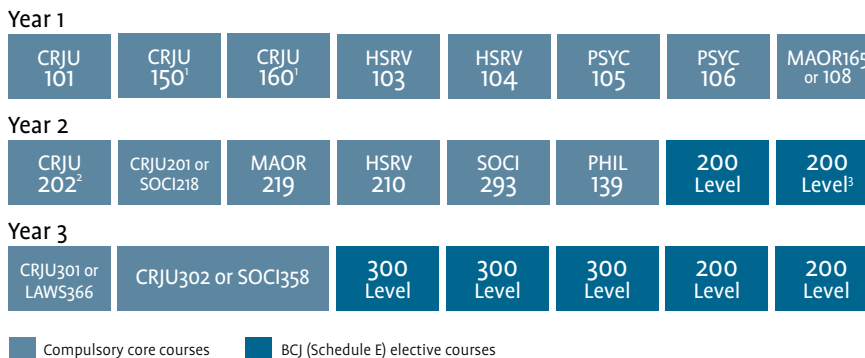 Year 1
CRJU
101
CRJU
150¹
CRJU
160¹
HSRV
103
HSRV
104
PSYC
105
PSYC
106
MAOR165
or 108
Year 2
CRJU
202²
CRJU201 or
SOCI218
MAOR
219
HSRV
210
SOCI
293
PHIL
139
200
Level
200
Level³
Year 3
CRJU301 or
LAWS366
CRJU302 or SOCI358
300
Level
300
Level
300
Level
200
Level
200
Level
Compulsory core courses
BCJ (Schedule E) elective courses